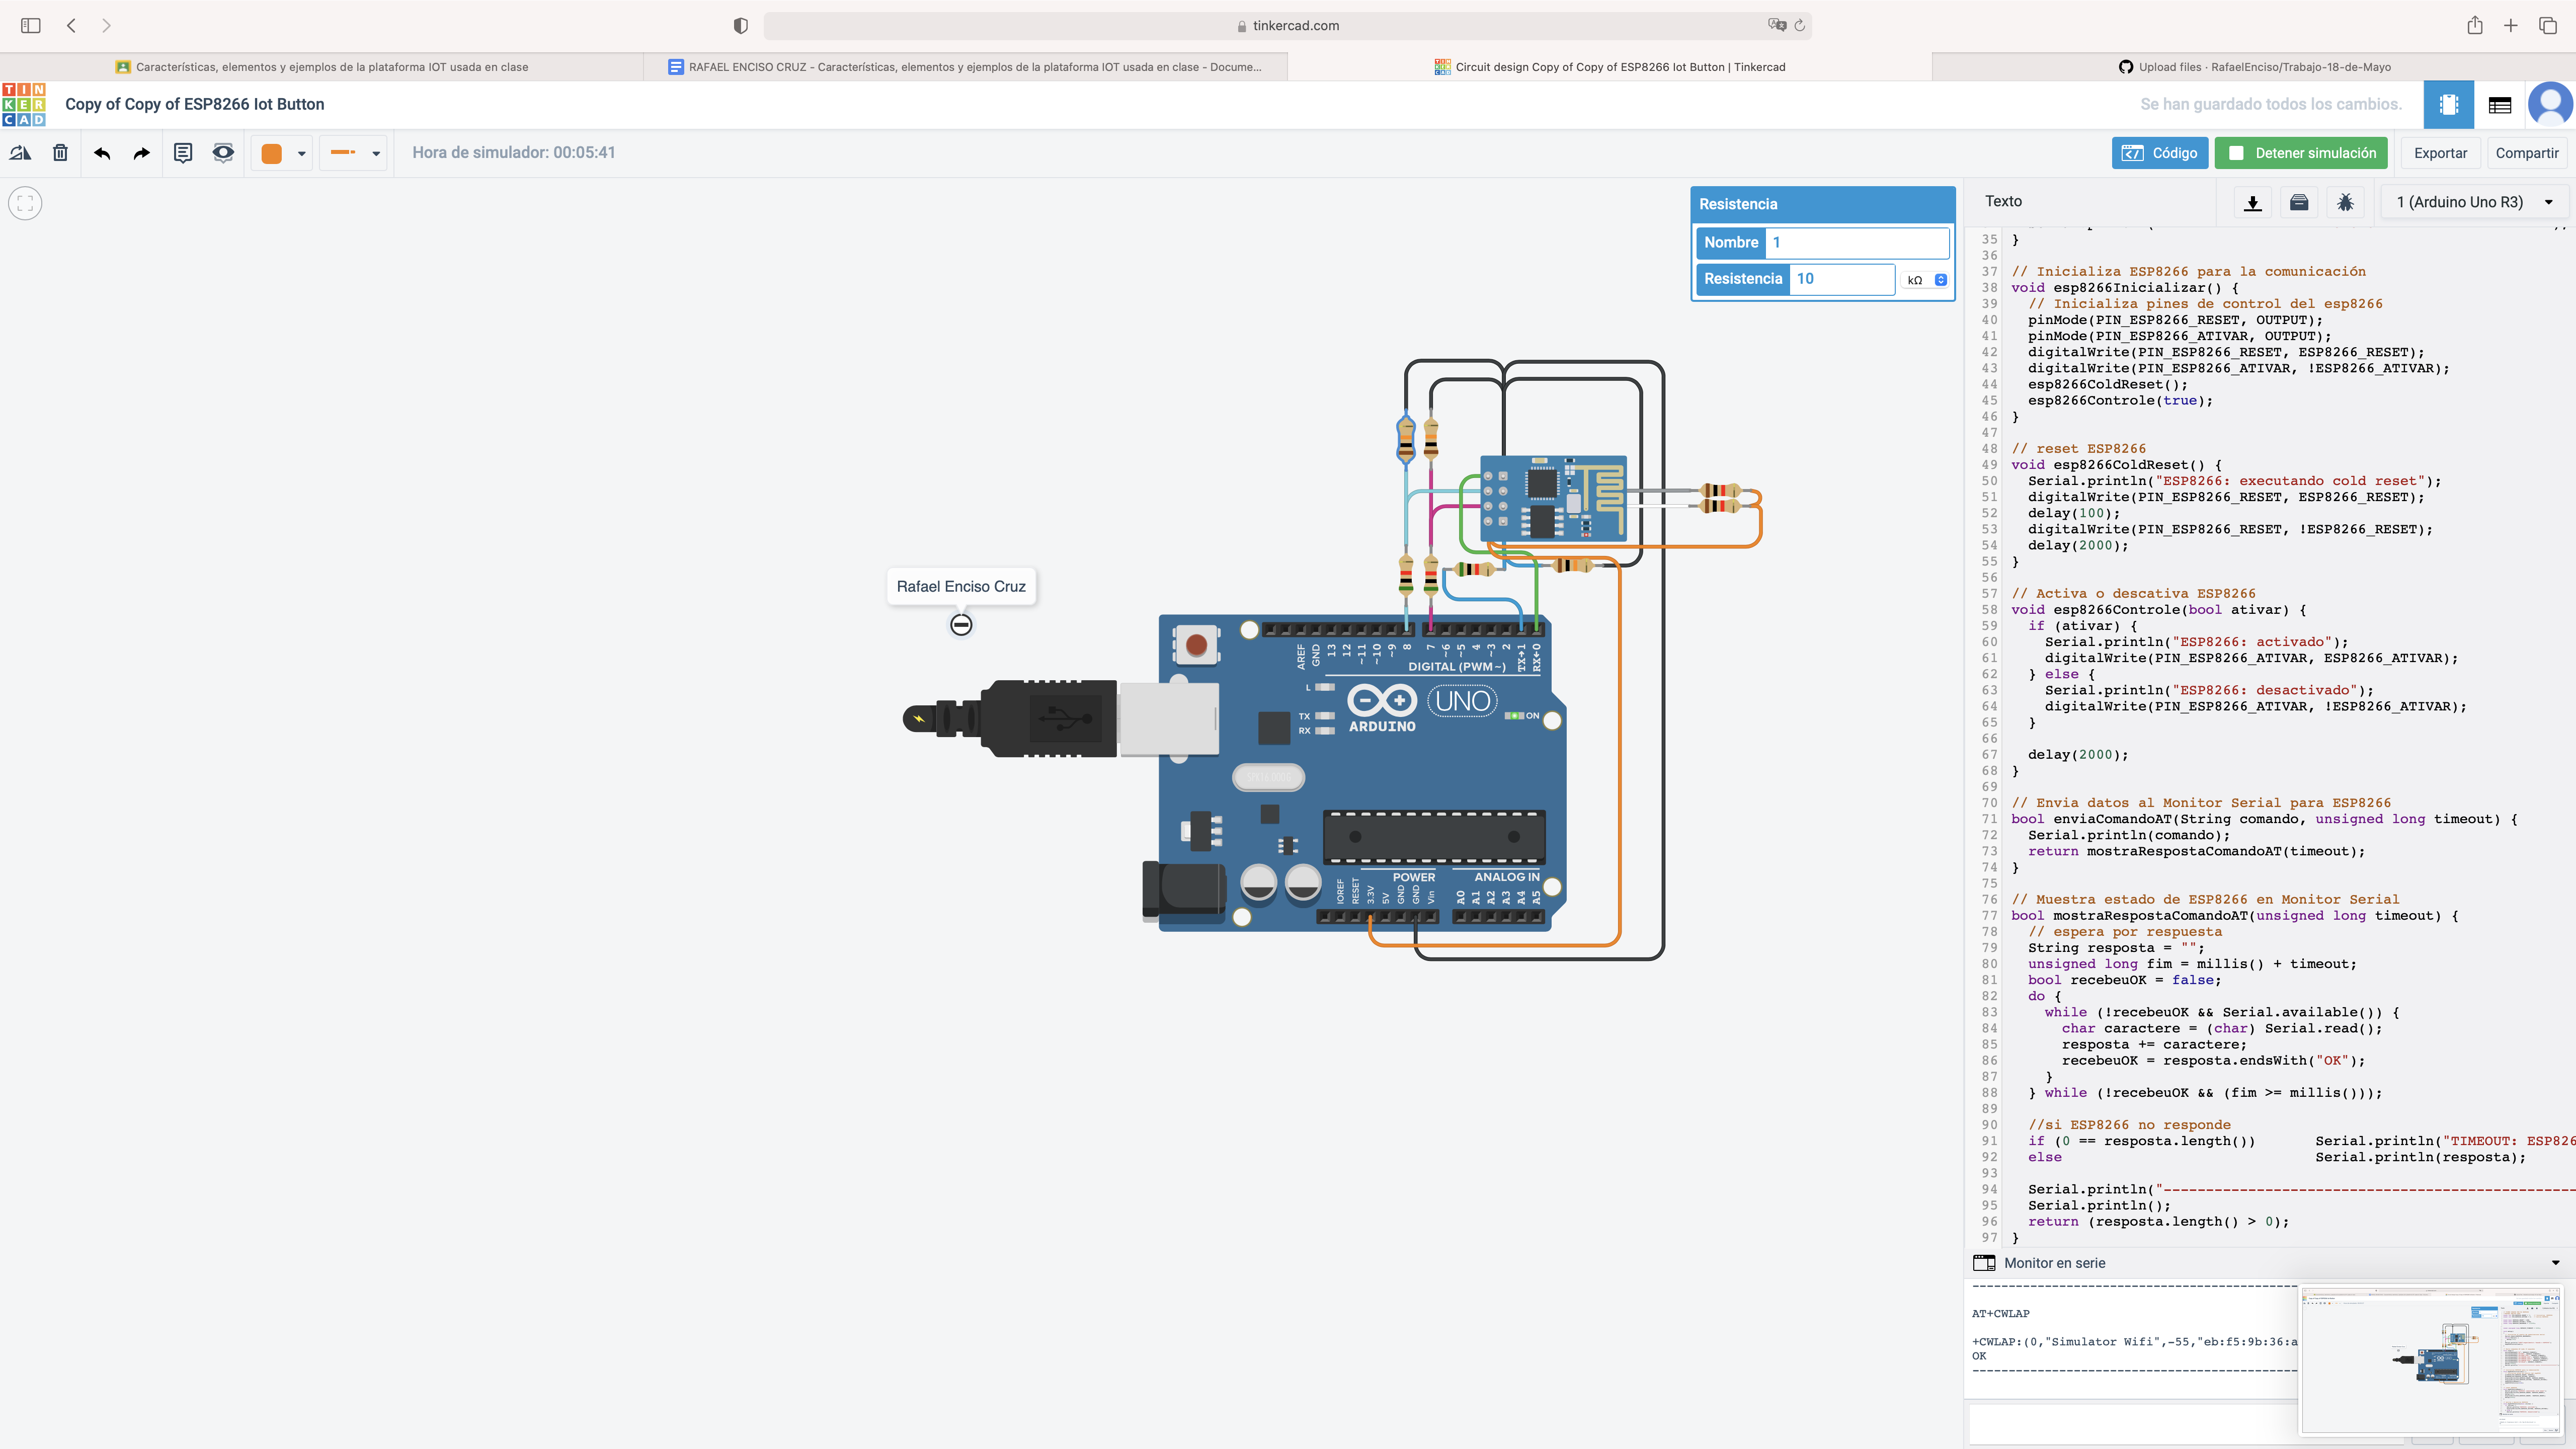 tinkercad.com
Características, elementos y ejemplos de la plataforma IOT usada en clase
RAFAEL ENCISO CRUZ - Características, elementos y ejemplos de la plataforma IOT usada en clase - Docume...
Circuit design Copy of Copy of ESP8266 Iot Button | Tinkercad
Upload files · RafaelEnciso/Trabajo-18-de-Mayo
TIN
KER
CAD
Copy of Copy of ESP8266 Iot Button
Se han guardado todos los cambios.
Hora de simulador: 00:05:41
Código
Detener simulación
Exportar
Compartir
Resistencia
Nombre 1
Resistencia 10 kΩ
Rafael Enciso Cruz
AREF
GND
13
12
~11
~10
~9
8
7
~6
~5
4
~3
2
TX→1
RX←0
DIGITAL (PWM~)
L
TX
RX
ARDUINO
UNO
ON
POWER
ANALOG IN
IOREF
RESET
3.3V
5V
GND
GND
Vin
A0
A1
A2
A3
A4
A5
Texto
1 (Arduino Uno R3)
35 }
36
37 // Inicializa ESP8266 para la comunicación
38 void esp8266Inicializar() {
39 // Inicializa pines de control del esp8266
40 pinMode(PIN_ESP8266_RESET, OUTPUT);
41 pinMode(PIN_ESP8266_ATIVAR, OUTPUT);
42 digitalWrite(PIN_ESP8266_RESET, ESP8266_RESET);
43 digitalWrite(PIN_ESP8266_ATIVAR, !ESP8266_ATIVAR);
44 esp8266ColdReset();
45 esp8266Controle(true);
46 }
47
48 // reset ESP8266
49 void esp8266ColdReset() {
50 Serial.println("ESP8266: executando cold reset");
51 digitalWrite(PIN_ESP8266_RESET, ESP8266_RESET);
52 delay(100);
53 digitalWrite(PIN_ESP8266_RESET, !ESP8266_RESET);
54 delay(2000);
55 }
56
57 // Activa o descativa ESP8266
58 void esp8266Controle(bool ativar) {
59 if (ativar) {
60 Serial.println("ESP8266: activado");
61 digitalWrite(PIN_ESP8266_ATIVAR, ESP8266_ATIVAR);
62 } else {
63 Serial.println("ESP8266: desactivado");
64 digitalWrite(PIN_ESP8266_ATIVAR, !ESP8266_ATIVAR);
65 }
66
67 delay(2000);
68 }
69
70 // Envia datos al Monitor Serial para ESP8266
71 bool enviaComandoAT(String comando, unsigned long timeout) {
72 Serial.println(comando);
73 return mostraRespostaComandoAT(timeout);
74 }
75
76 // Muestra estado de ESP8266 en Monitor Serial
77 bool mostraRespostaComandoAT(unsigned long timeout) {
78 // espera por respuesta
79 String resposta = "";
80 unsigned long fim = millis() + timeout;
81 bool recebeuOK = false;
82 do {
83 while (!recebeuOK && Serial.available()) {
84 char caractere = (char) Serial.read();
85 resposta += caractere;
86 recebeuOK = resposta.endsWith("OK");
87 }
88 } while (!recebeuOK && (fim >= millis()));
89
90 //si ESP8266 no responde
91 if (0 == resposta.length()) Serial.println("TIMEOUT: ESP826
92 else Serial.println(resposta);
93
94 Serial.println("-------------------------------------------------
95 Serial.println();
96 return (resposta.length() > 0);
97 }
Monitor en serie
---------------------------------------------
AT+CWLAP
+CWLAP:(0,"Simulator Wifi",-55,"eb:f5:9b:36:a
OK
---------------------------------------------